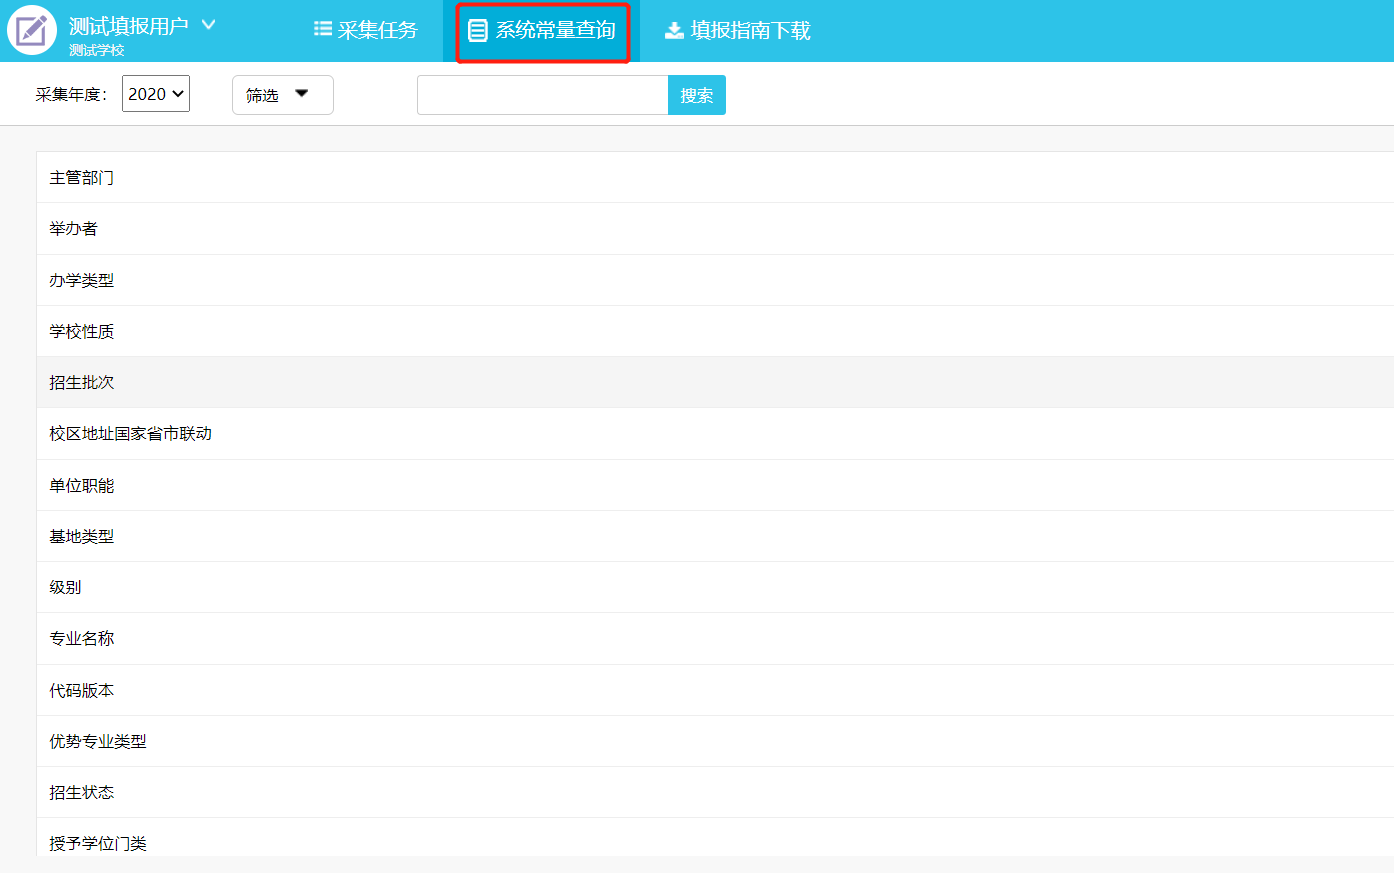 测试填报用户
测试学校
采集任务
系统常量查询
填报指南下载
采集年度：
2020
筛选
搜索
主管部门
举办者
办学类型
学校性质
招生批次
校区地址国家省市联动
单位职能
基地类型
级别
专业名称
代码版本
优势专业类型
招生状态
授予学位门类